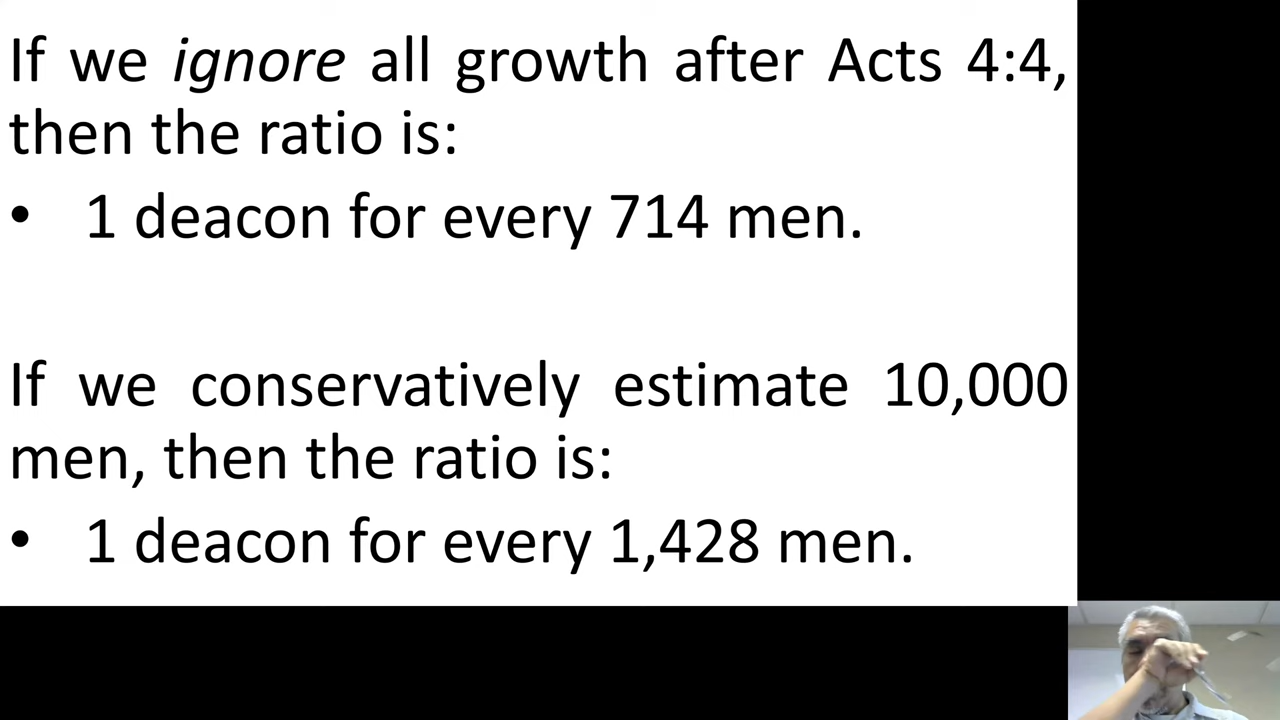 If we ignore all growth after Acts 4:4,
then the ratio is:
• 1 deacon for every 714 men.
If we conservatively estimate 10,000
men, then the ratio is:
• 1 deacon for every 1,428 men.